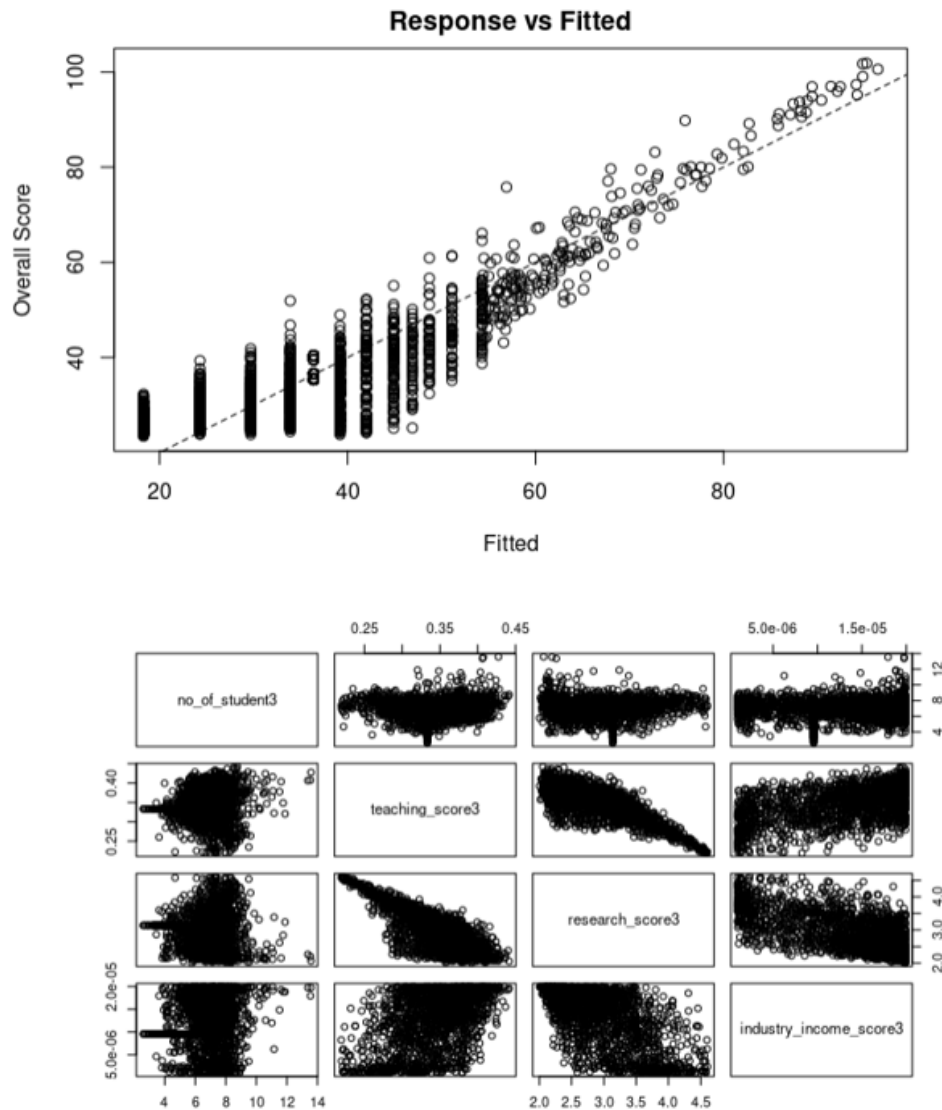 Response vs Fitted
100
80
60
40
Overall Score
20 40 60 80
Fitted
0.25 0.35 0.45 5.0e-06 1.5e-05
no_of_student3
4 8 12
0.25 0.40
teaching_score3
research_score3
2.0 3.0 4.0
5.0e-06 2.0e-05
industry_income_score3
4 6 8 10 12 14 2.0 2.5 3.0 3.5 4.0 4.5